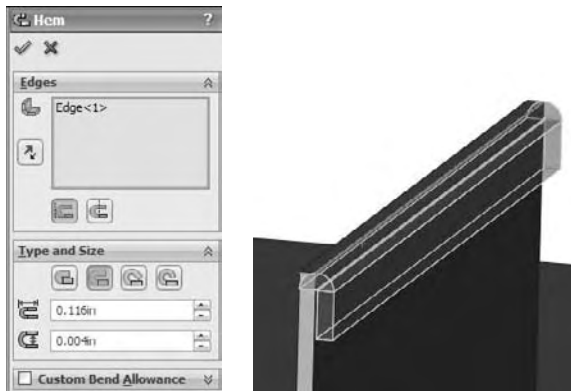 Hem ?
Edges
Edge<1>
Type and Size
0.116in
0.004in
Custom Bend Allowance